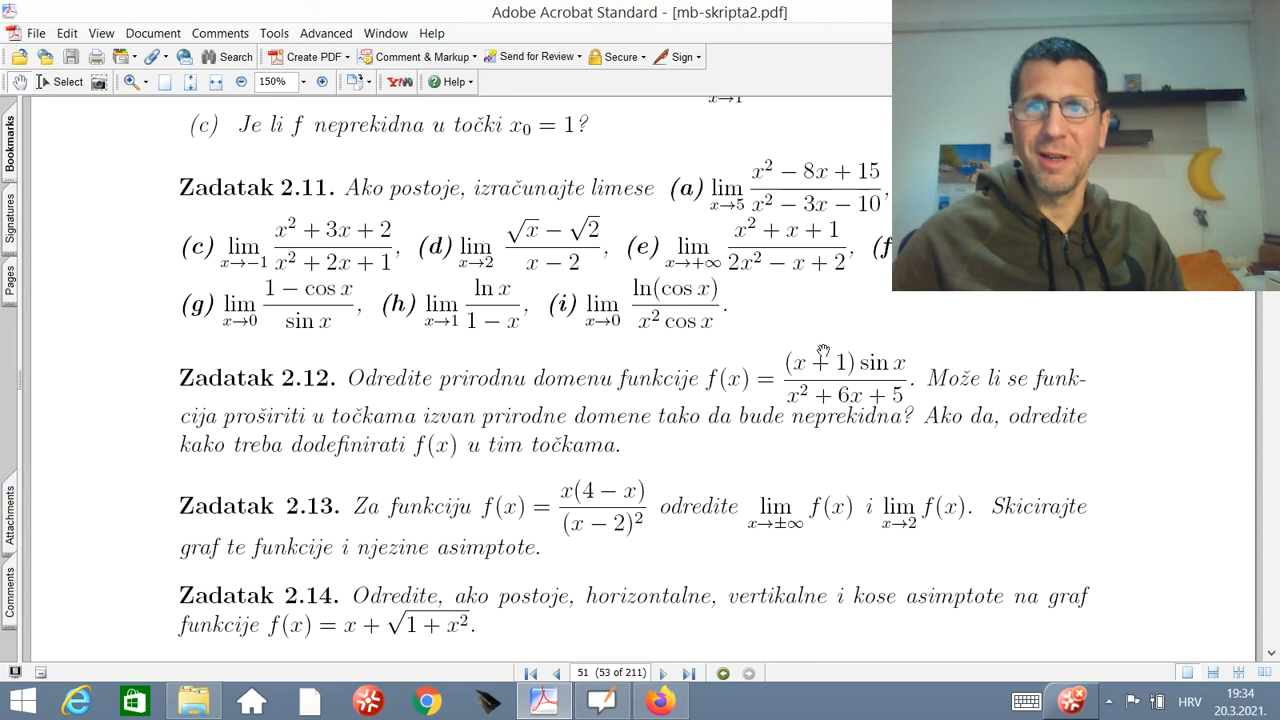 Adobe Acrobat Standard - [mb-skripta2.pdf]
File Edit View Document Comments Tools Advanced Window Help
Search Create PDF Comment & Markup Send for Review Secure Sign
Select 150% Y! Help
Bookmarks
Signatures
Pages
Attachments
Comments
x→1
(c) Je li f neprekidna u točki x₀ = 1?
Zadatak 2.11. Ako postoje, izračunajte limese (a) lim x→5 (x² − 8x + 15)/(x² − 3x − 10),
(c) lim x→−1 (x² + 3x + 2)/(x² + 2x + 1), (d) lim x→2 (√x − √2)/(x − 2), (e) lim x→+∞ (x² + x + 1)/(2x² − x + 2), (f
(g) lim x→0 (1 − cos x)/(sin x), (h) lim x→1 (ln x)/(1 − x), (i) lim x→0 (ln(cos x))/(x² cos x).
Zadatak 2.12. Odredite prirodnu domenu funkcije f(x) = ((x + 1) sin x)/(x² + 6x + 5). Može li se funk-
cija proširiti u točkama izvan prirodne domene tako da bude neprekidna? Ako da, odredite
kako treba dodefinirati f(x) u tim točkama.
Zadatak 2.13. Za funkciju f(x) = (x(4 − x))/((x − 2)²) odredite lim x→±∞ f(x) i lim x→2 f(x). Skicirajte
graf te funkcije i njezine asimptote.
Zadatak 2.14. Odredite, ako postoje, horizontalne, vertikalne i kose asimptote na graf
funkcije f(x) = x + √(1 + x²).
51 (53 of 211)
HRV
19:34
20.3.2021.